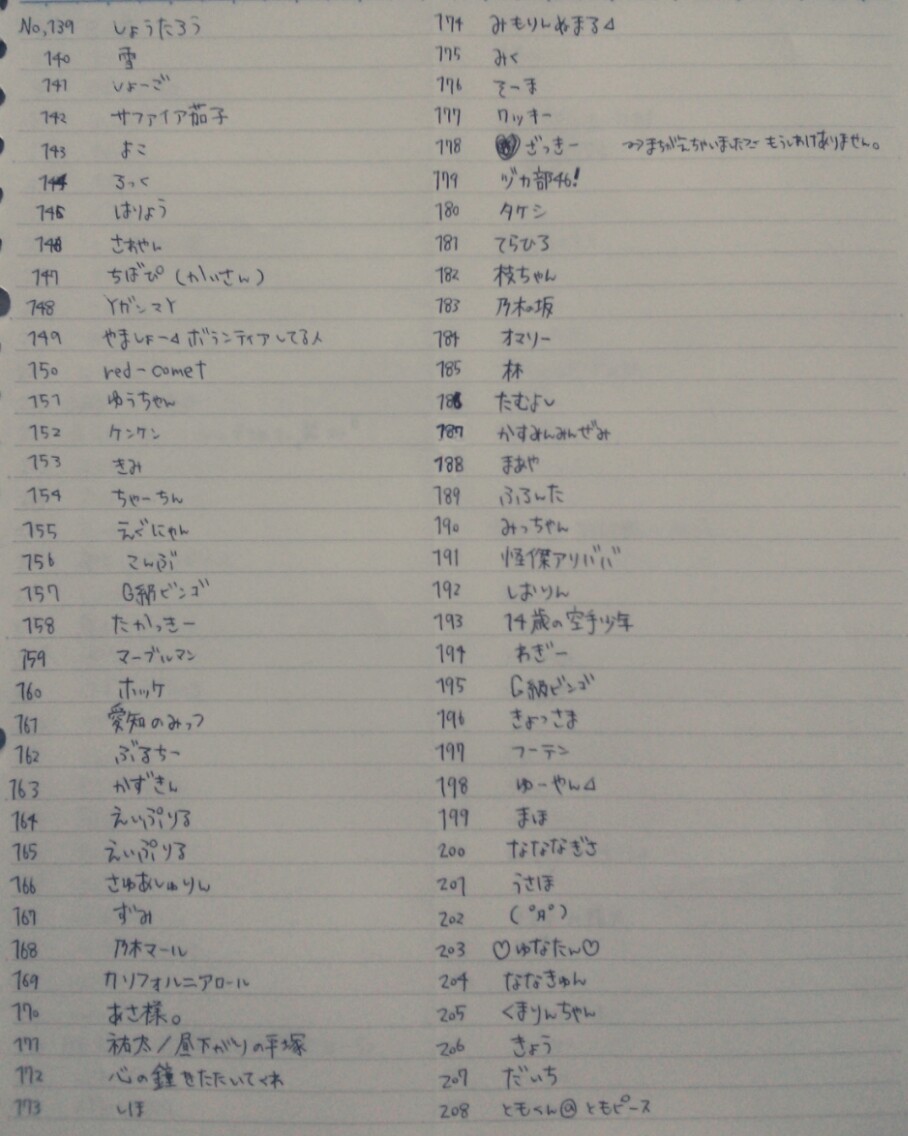 No,139 しょうたろう
140 雪
141 しょーご
142 サファイア茄子
143 よこ
144 ろっく
145 はりょう
146 さわやん
147 ちばぴ(かいさん)
148 YガシマY
149 やましょー⊿ボランティアしてる人
150 red-comet
151 ゆうちゃん
152 ケンケン
153 きみ
154 ちゃーちん
155 えぐにゃん
156 こんぶ
157 G級ビンゴ
158 たかっきー
159 マーブルマン
160 ホッケ
161 愛知のみっつ
162 ぶるちー
163 かずきん
164 えいぷりる
165 えいぷりる
166 さゅあしゅりん
167 ずみ
168 乃木マール
169 カリフォルニアロール
170 あさ様。
171 祐太/昼下がりの平塚
172 心の鐘をたたいてくれ
173 しほ
174 みもりんぬまる⊿
175 みく
176 そーま
177 ワッキー
178 ざっきー →まちがえちゃいました〜 もうしわけありません。
179 ヅカ部46!
180 タケシ
181 てらひろ
182 枝ちゃん
183 乃木の坂
184 オマリー
185 林
186 たむよし
187 かすみんみんぜみ
188 まあや
189 ふろんた
190 みっちゃん
191 怪傑アリババ
192 しおりん
193 14歳の空手少年
194 わぎー
195 G級ビンゴ
196 きょっさま
197 フーテン
198 ゆーやん⊿
199 まほ
200 なななぎさ
201 うさほ
202 (゚Д゚)
203 ♡ゆなたん♡
204 ななきゅん
205 くまりんちゃん
206 きょう
207 だいち
208 ともくん@ともピース